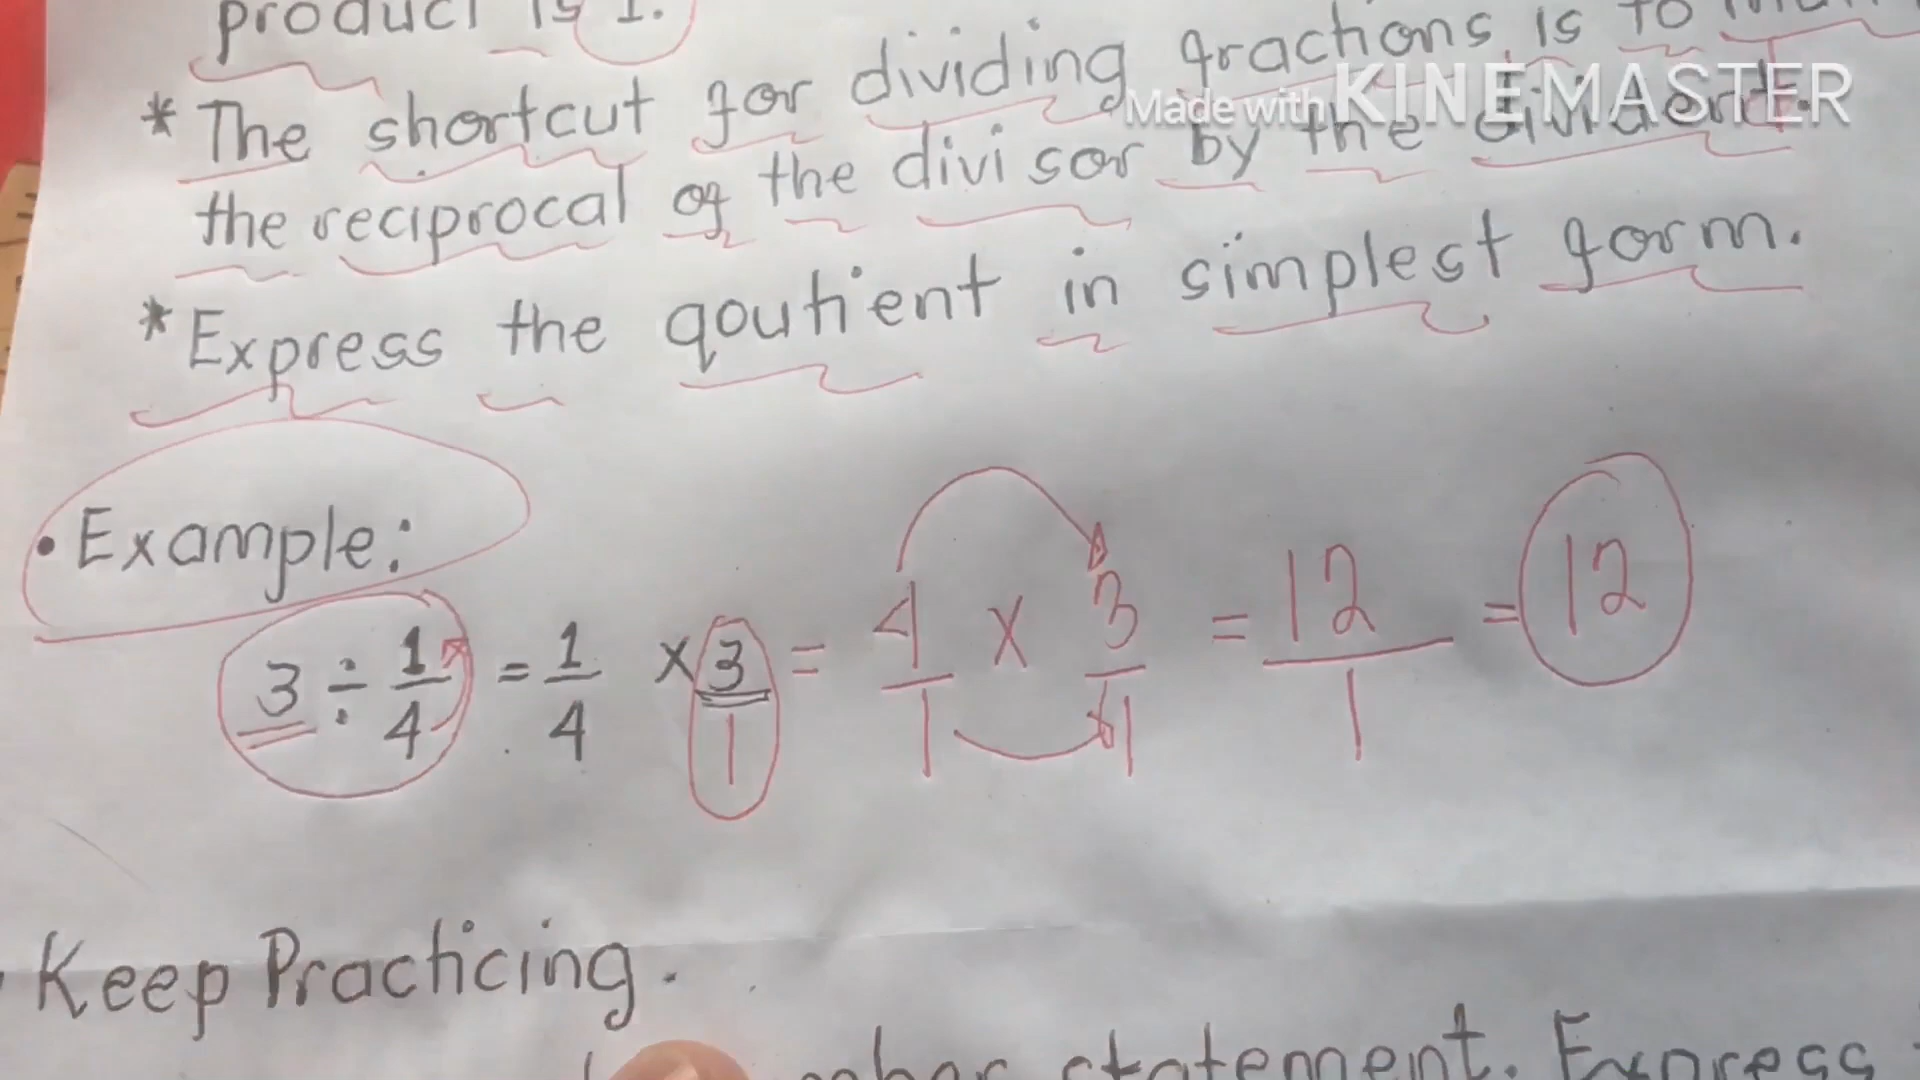 product is 1.
* The shortcut for dividing fractions is to
the reciprocal of the divisor by the dividend.
Made with KINEMASTER
* Express the qoutient in simplest form.
• Example:
3 ÷ 1/4 = 1/4 × 3/1 = 4/1 × 3/1 = 12/1 = 12
Keep Practicing.
statement. Express